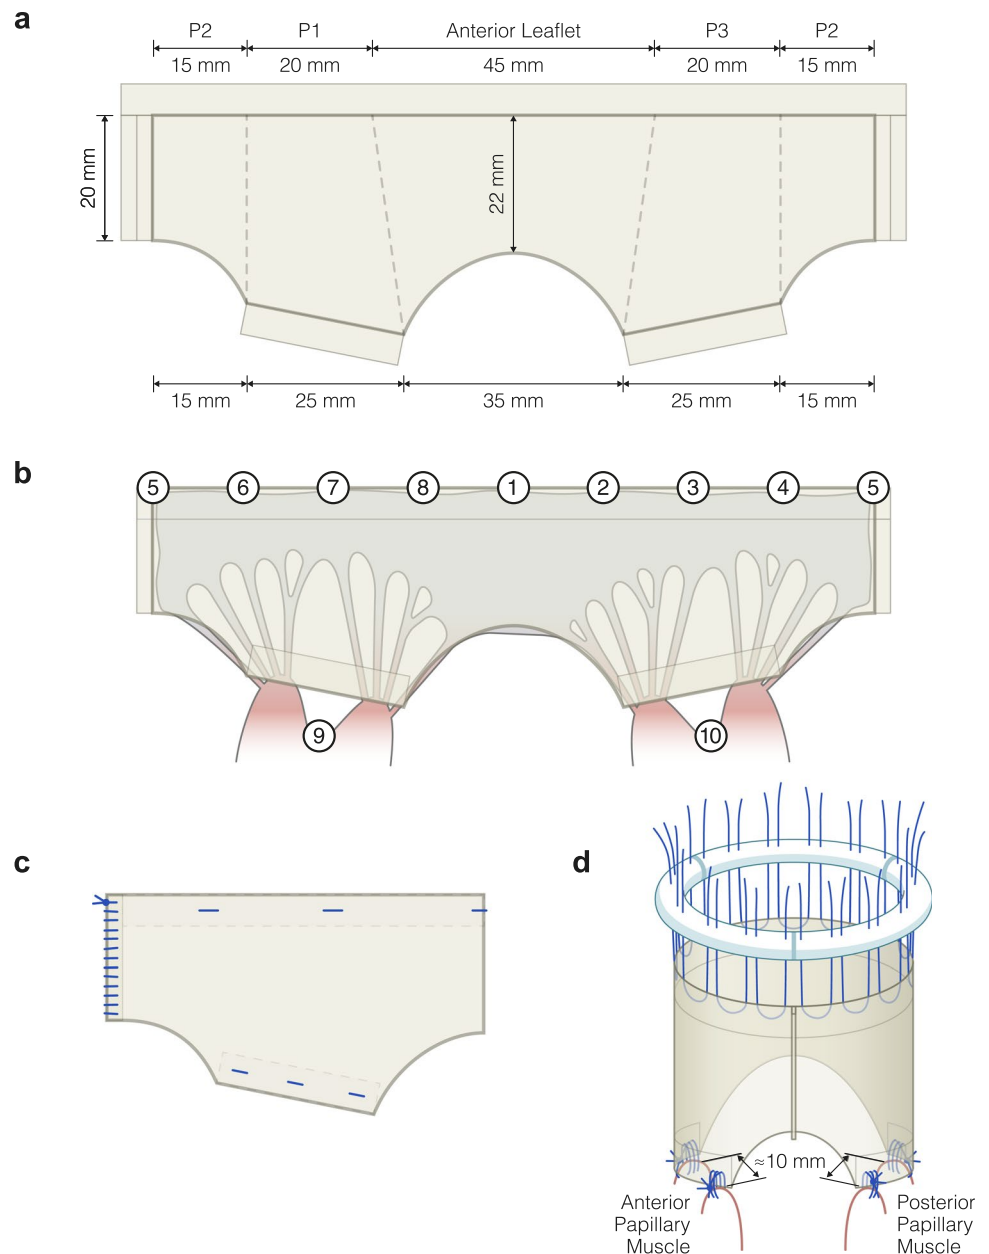 a
P2 P1 Anterior Leaflet P3 P2
15 mm 20 mm 45 mm 20 mm 15 mm
20 mm
22 mm
15 mm 25 mm 35 mm 25 mm 15 mm
b
5 6 7 8 1 2 3 4 5
9 10
c
d
≈10 mm
Anterior
Papillary
Muscle
Posterior
Papillary
Muscle